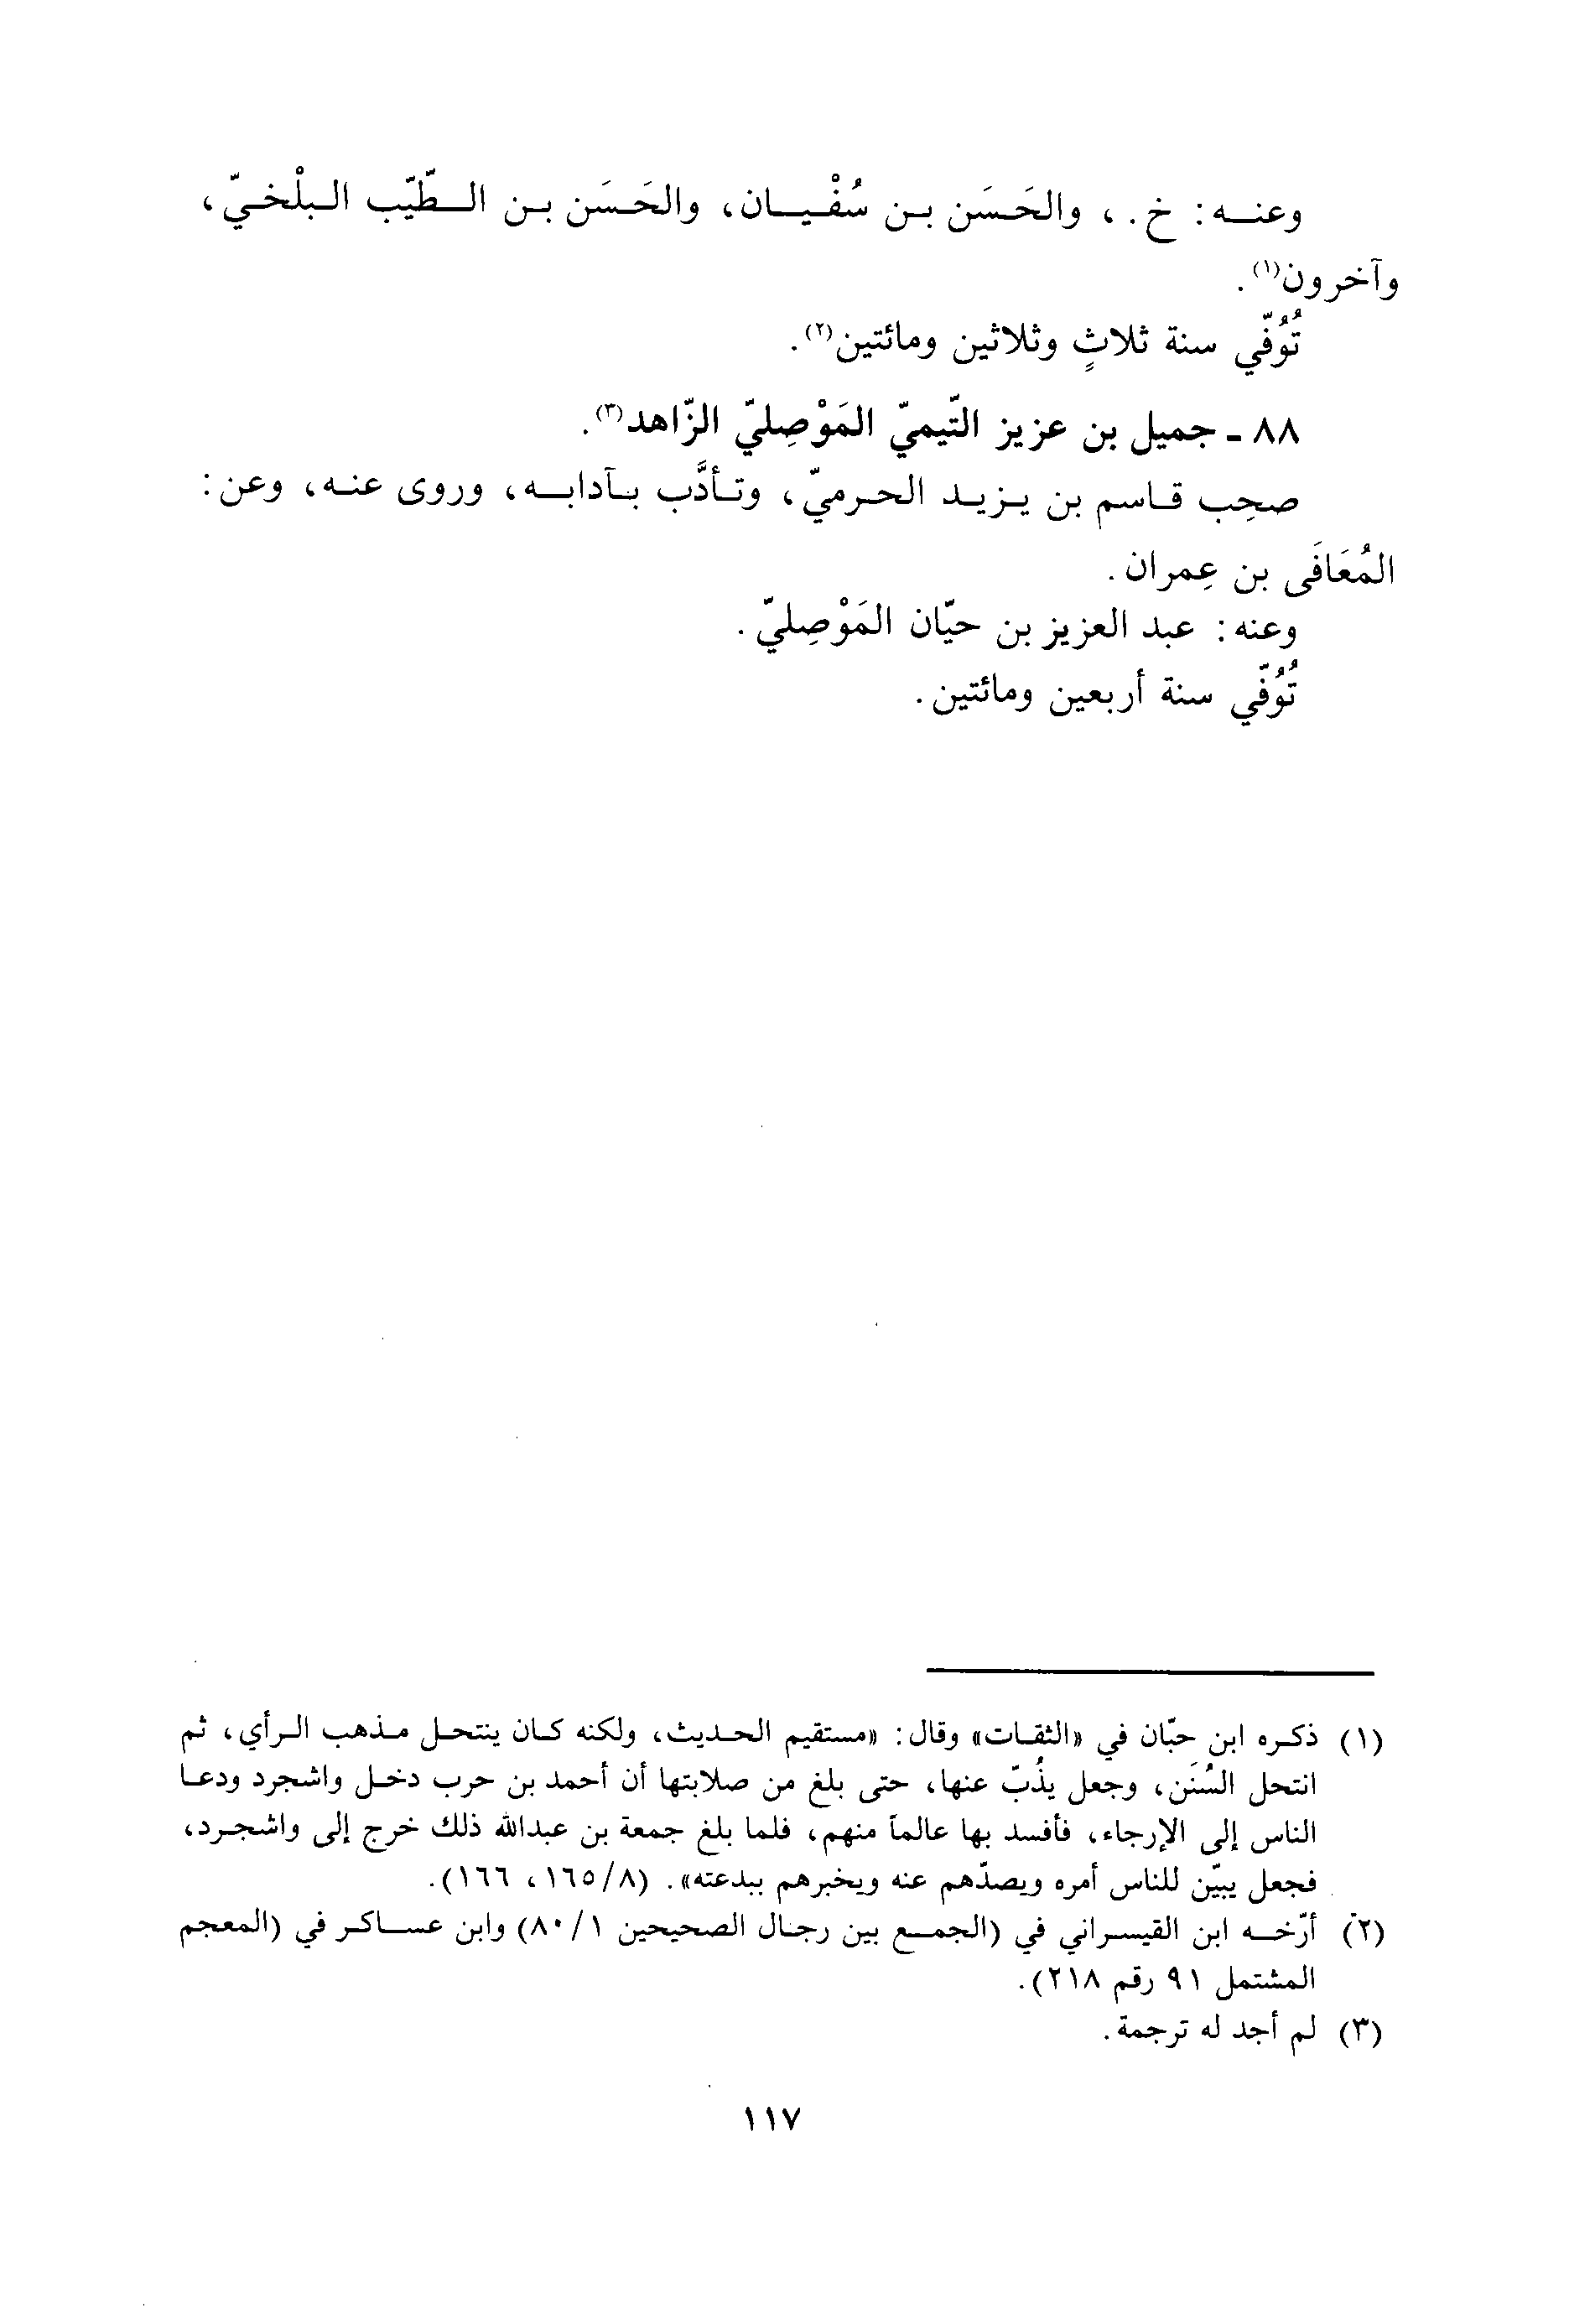 وعنه: خ.، والحَسَن بن سُفْيان، والحَسَن بن الطّيّب البلْخيّ،
وآخرون(١).
تُوُفّي سنة ثلاثٍ وثلاثين ومائتين(٢).
٨٨ - جميل بن عزيز التّيميّ المَوْصِليّ الزّاهد(٣).
صحِب قاسم بن يزيد الحرميّ، وتأدَّب بآدابه، وروى عنه، وعن:
المُعَافَى بن عِمران.
وعنه: عبد العزيز بن حيّان المَوْصِليّ.
تُوُفّي سنة أربعين ومائتين.
(١) ذكره ابن حبّان في «الثقات» وقال: «مستقيم الحديث، ولكنه كان ينتحل مذهب الرأي، ثم
انتحل السُنَن، وجعل يذُبّ عنها، حتى بلغ من صلابتها أن أحمد بن حرب دخل واشجرد ودعا
الناس إلى الإرجاء، فأفسد بها عالماً منهم، فلما بلغ جمعة بن عبدالله ذلك خرج إلى واشجرد،
فجعل يبيّن للناس أمره ويصدّهم عنه ويخبرهم ببدعته». (٨/١٦٥، ١٦٦).
(٢) أرّخه ابن القيسراني في (الجمع بين رجال الصحيحين ١/٨٠) وابن عساكر في (المعجم
المشتمل ٩١ رقم ٢١٨).
(٣) لم أجد له ترجمة.
١١٧